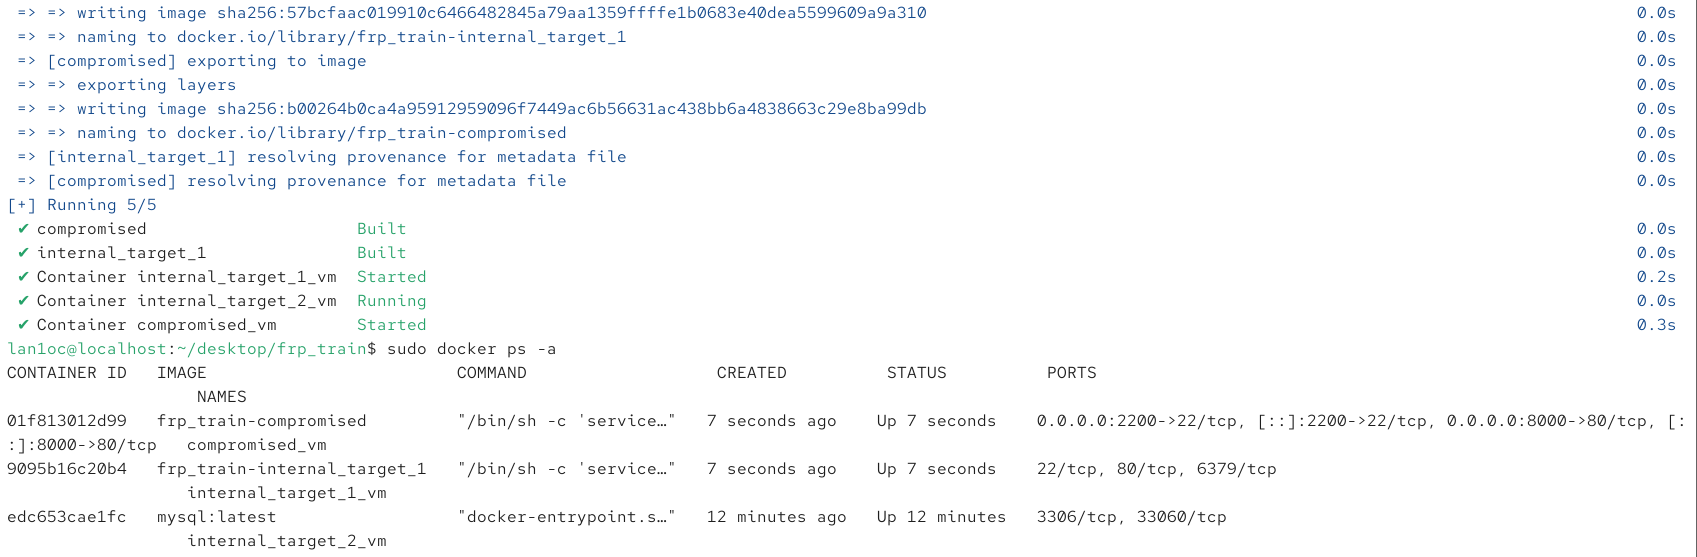 => => writing image sha256:57bcfaac019910c6466482845a79aa1359ffffe1b0683e40dea5599609a9a310 0.0s
=> => naming to docker.io/library/frp_train-internal_target_1 0.0s
=> [compromised] exporting to image 0.0s
=> => exporting layers 0.0s
=> => writing image sha256:b00264b0ca4a95912959096f7449ac6b56631ac438bb6a4838663c29e8ba99db 0.0s
=> => naming to docker.io/library/frp_train-compromised 0.0s
=> [internal_target_1] resolving provenance for metadata file 0.0s
=> [compromised] resolving provenance for metadata file 0.0s
[+] Running 5/5
✔ compromised Built 0.0s
✔ internal_target_1 Built 0.0s
✔ Container internal_target_1_vm Started 0.2s
✔ Container internal_target_2_vm Running 0.0s
✔ Container compromised_vm Started 0.3s
lan1oc@localhost:~/desktop/frp_train$ sudo docker ps -a
CONTAINER ID IMAGE COMMAND CREATED STATUS PORTS
NAMES
01f813012d99 frp_train-compromised "/bin/sh -c 'service…" 7 seconds ago Up 7 seconds 0.0.0.0:2200->22/tcp, [::]:2200->22/tcp, 0.0.0.0:8000->80/tcp, [:
:]:8000->80/tcp compromised_vm
9095b16c20b4 frp_train-internal_target_1 "/bin/sh -c 'service…" 7 seconds ago Up 7 seconds 22/tcp, 80/tcp, 6379/tcp
internal_target_1_vm
edc653cae1fc mysql:latest "docker-entrypoint.s…" 12 minutes ago Up 12 minutes 3306/tcp, 33060/tcp
internal_target_2_vm